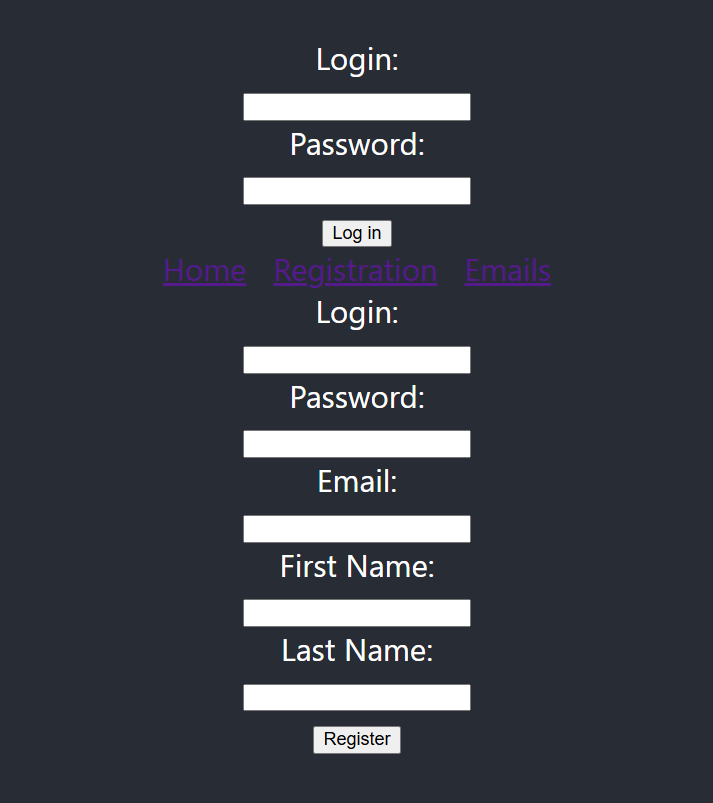 Login:
Password:
Log in
Home Registration Emails
Login:
Password:
Email:
First Name:
Last Name:
Register